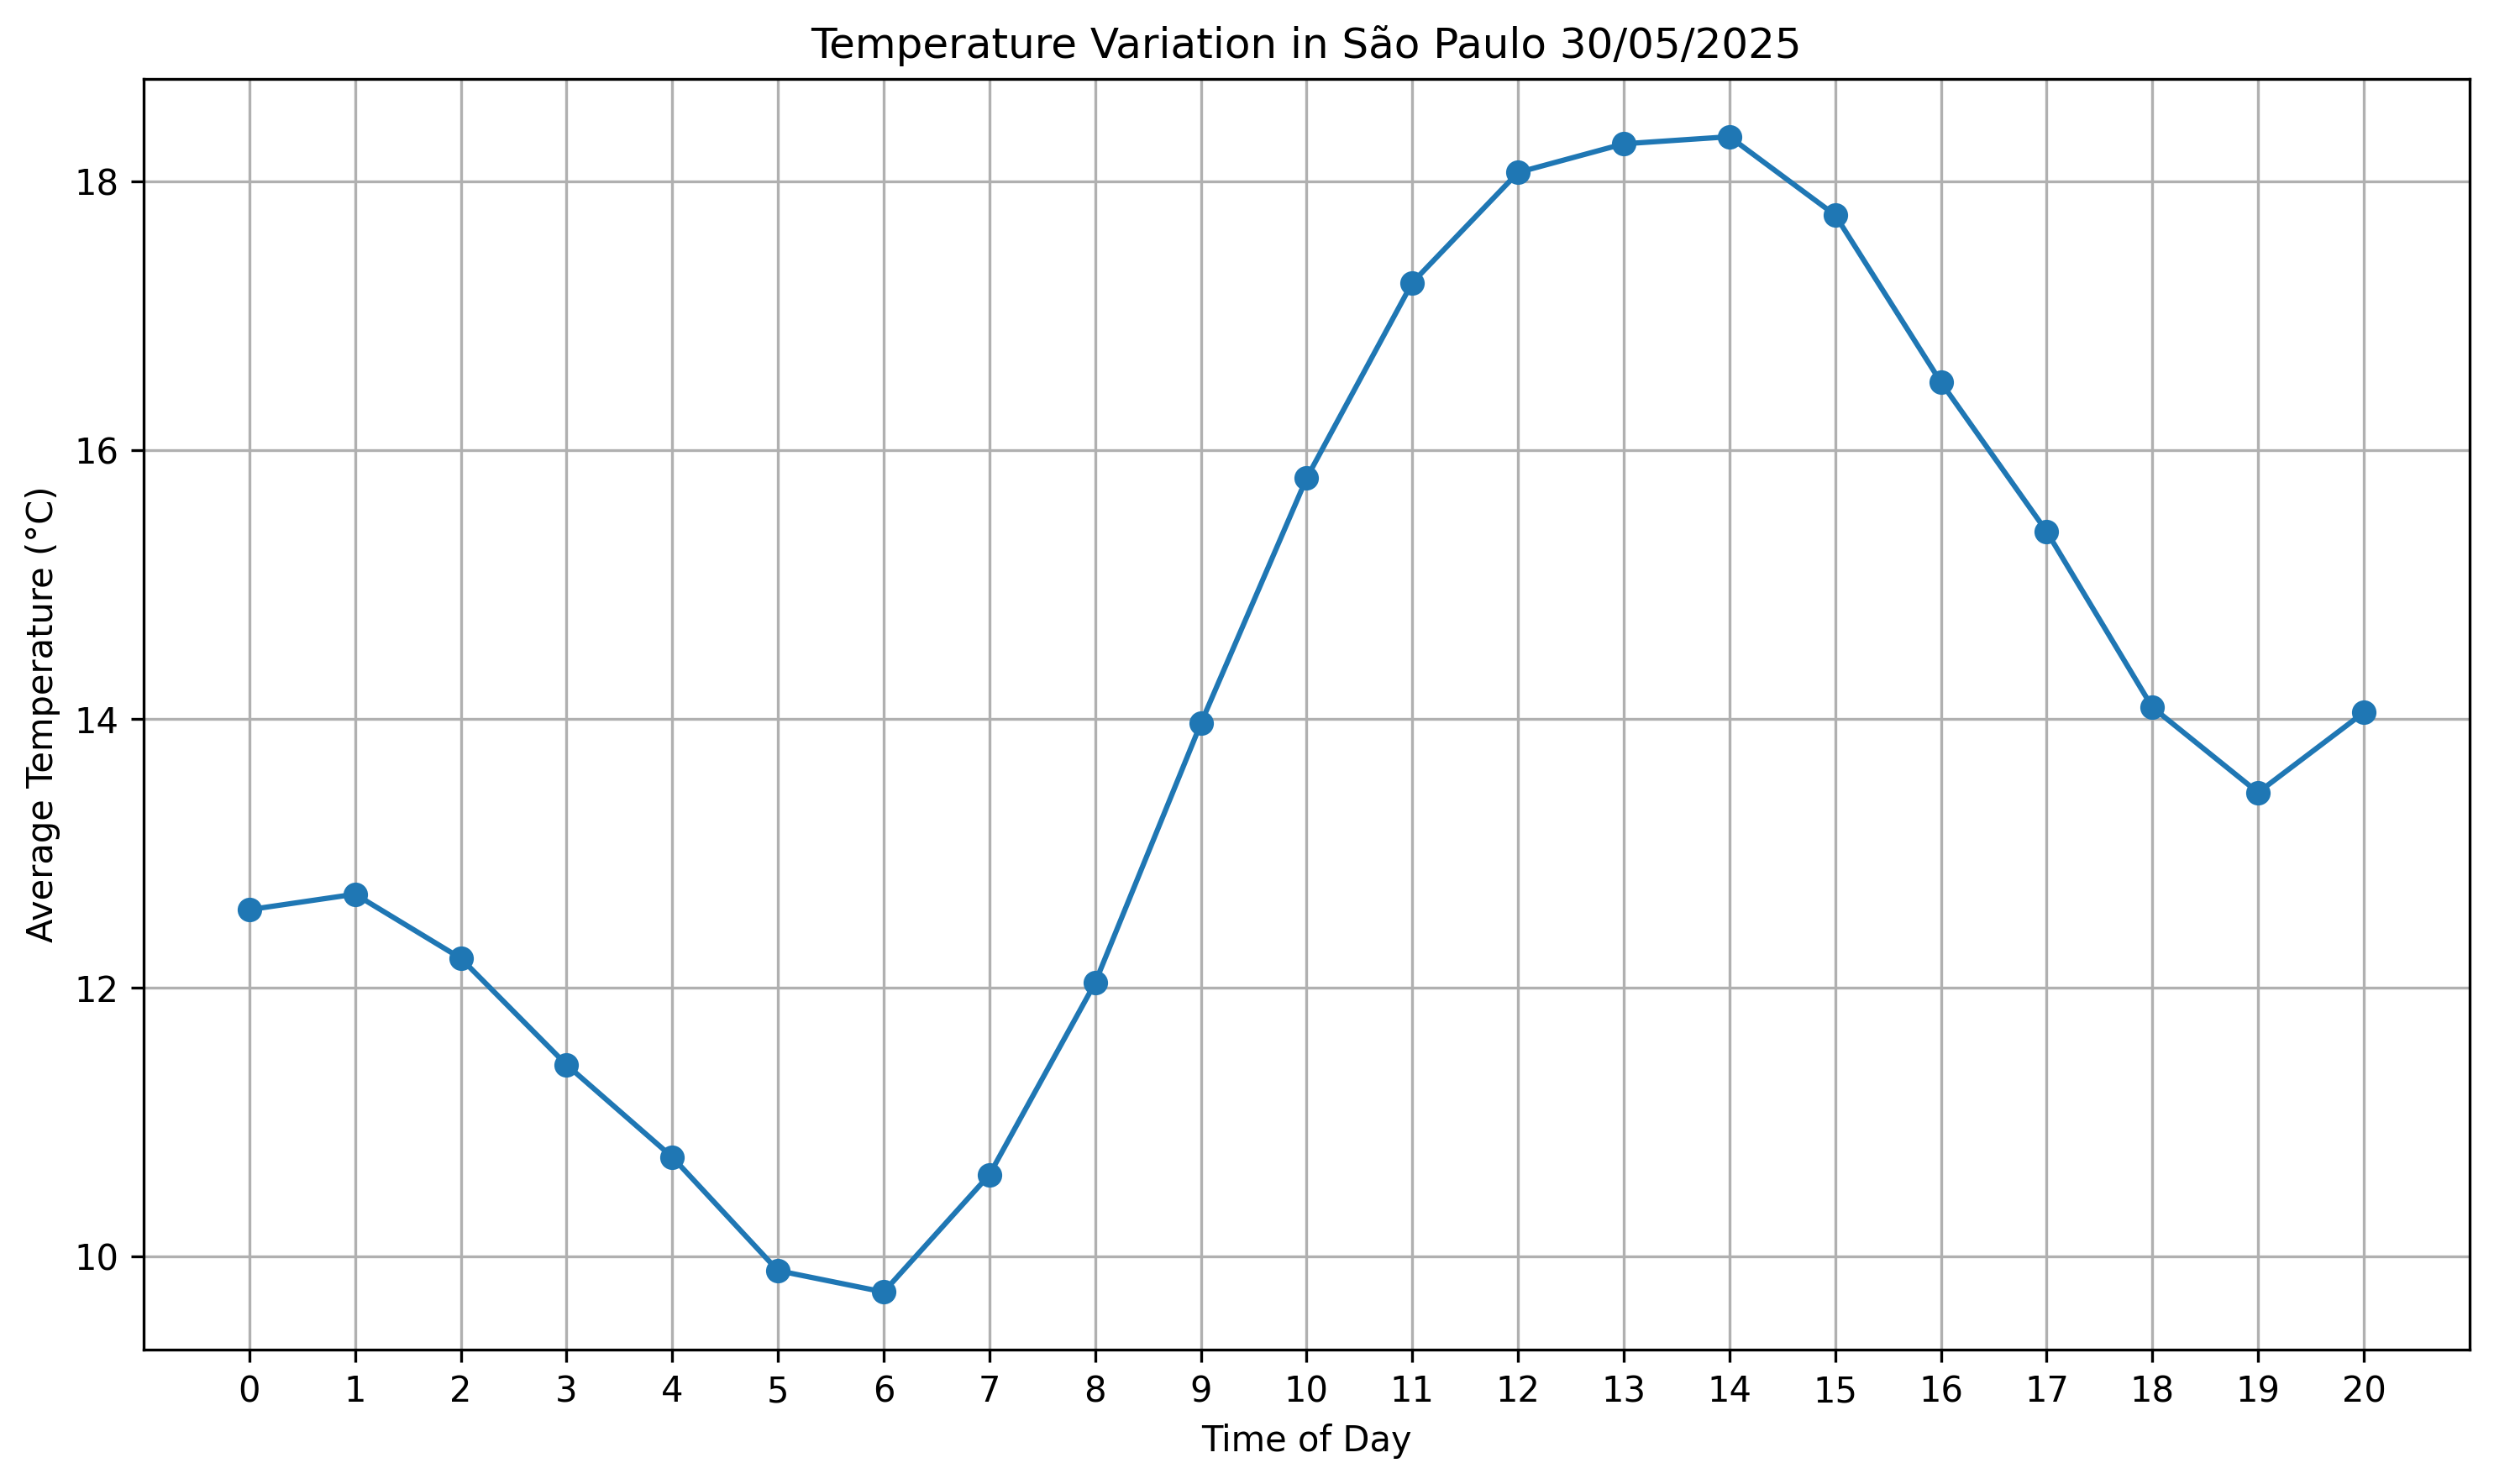 Temperature Variation in São Paulo 30/05/2025
Average Temperature (°C)
18
16
14
12
10
0 1 2 3 4 5 6 7 8 9 10 11 12 13 14 15 16 17 18 19 20
Time of Day